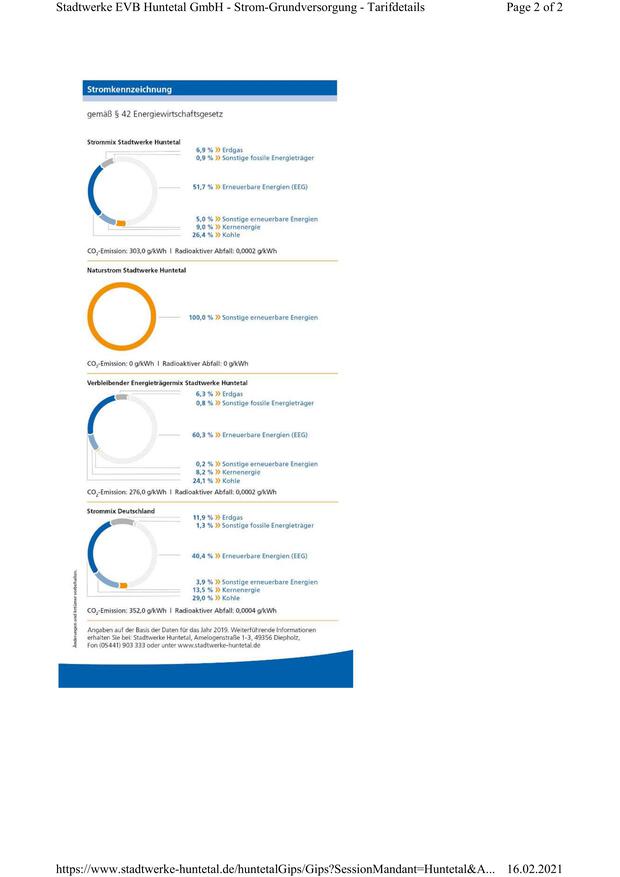 Stadtwerke EVB Huntetal GmbH - Strom-Grundversorgung - Tarifdetails Page 2 of 2
Stromkennzeichnung
gemäß § 42 Energiewirtschaftsgesetz
Strommix Stadtwerke Huntetal
6,9 % » Erdgas
0,9 % » Sonstige fossile Energieträger
51,7 % » Erneuerbare Energien (EEG)
5,0 % » Sonstige erneuerbare Energien
9,0 % » Kernenergie
26,4 % » Kohle
CO₂-Emission: 303,0 g/kWh | Radioaktiver Abfall: 0,0002 g/kWh
Naturstrom Stadtwerke Huntetal
100,0 % » Sonstige erneuerbare Energien
CO₂-Emission: 0 g/kWh | Radioaktiver Abfall: 0 g/kWh
Verbleibender Energieträgermix Stadtwerke Huntetal
6,3 % » Erdgas
0,8 % » Sonstige fossile Energieträger
60,3 % » Erneuerbare Energien (EEG)
0,2 % » Sonstige erneuerbare Energien
8,2 % » Kernenergie
24,1 % » Kohle
CO₂-Emission: 276,0 g/kWh | Radioaktiver Abfall: 0,0002 g/kWh
Strommix Deutschland
11,9 % » Erdgas
1,3 % » Sonstige fossile Energieträger
40,4 % » Erneuerbare Energien (EEG)
3,9 % » Sonstige erneuerbare Energien
13,5 % » Kernenergie
29,0 % » Kohle
CO₂-Emission: 352,0 g/kWh | Radioaktiver Abfall: 0,0004 g/kWh
Änderungen und Irrtümer vorbehalten.
Angaben auf der Basis der Daten für das Jahr 2019. Weiterführende Informationen
erhalten Sie bei: Stadtwerke Huntetal, Amelogenstraße 1-3, 49356 Diepholz,
Fon (05441) 903 333 oder unter www.stadtwerke-huntetal.de
https://www.stadtwerke-huntetal.de/huntetalGips/Gips?SessionMandant=Huntetal&A... 16.02.2021